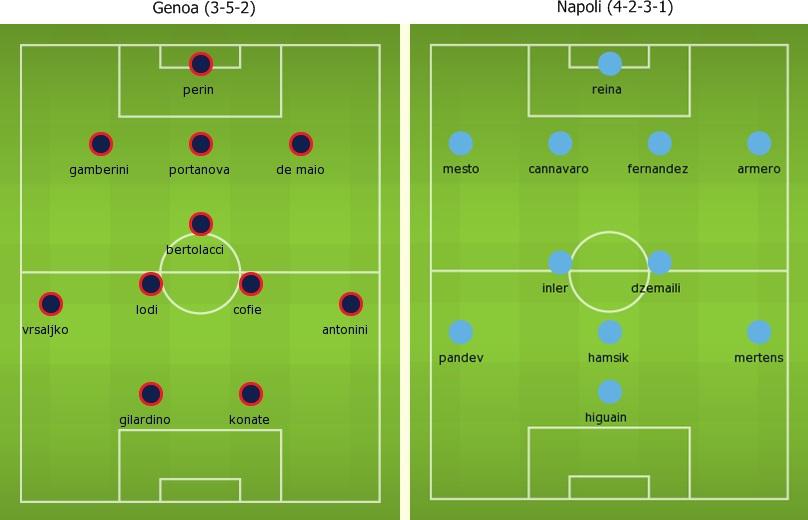 Genoa (3-5-2)
perin
gamberini portanova de maio
bertolacci
lodi cofie
vrsaljko antonini
gilardino konate
Napoli (4-2-3-1)
reina
mesto cannavaro fernandez armero
inler dzemaili
pandev hamsik mertens
higuain